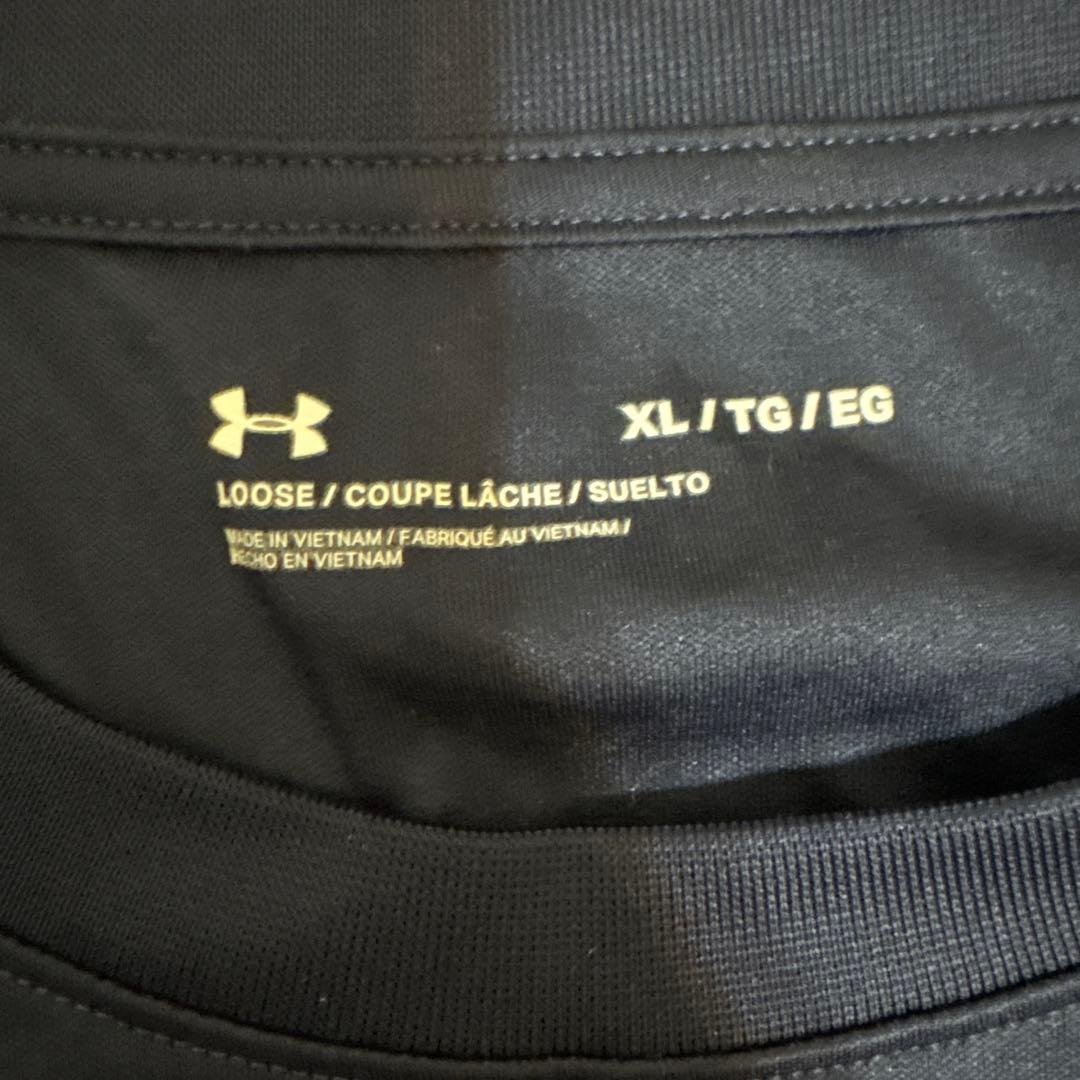 XL / TG / EG
LOOSE / COUPE LÂCHE / SUELTO
MADE IN VIETNAM / FABRIQUÉ AU VIETNAM /
HECHO EN VIETNAM